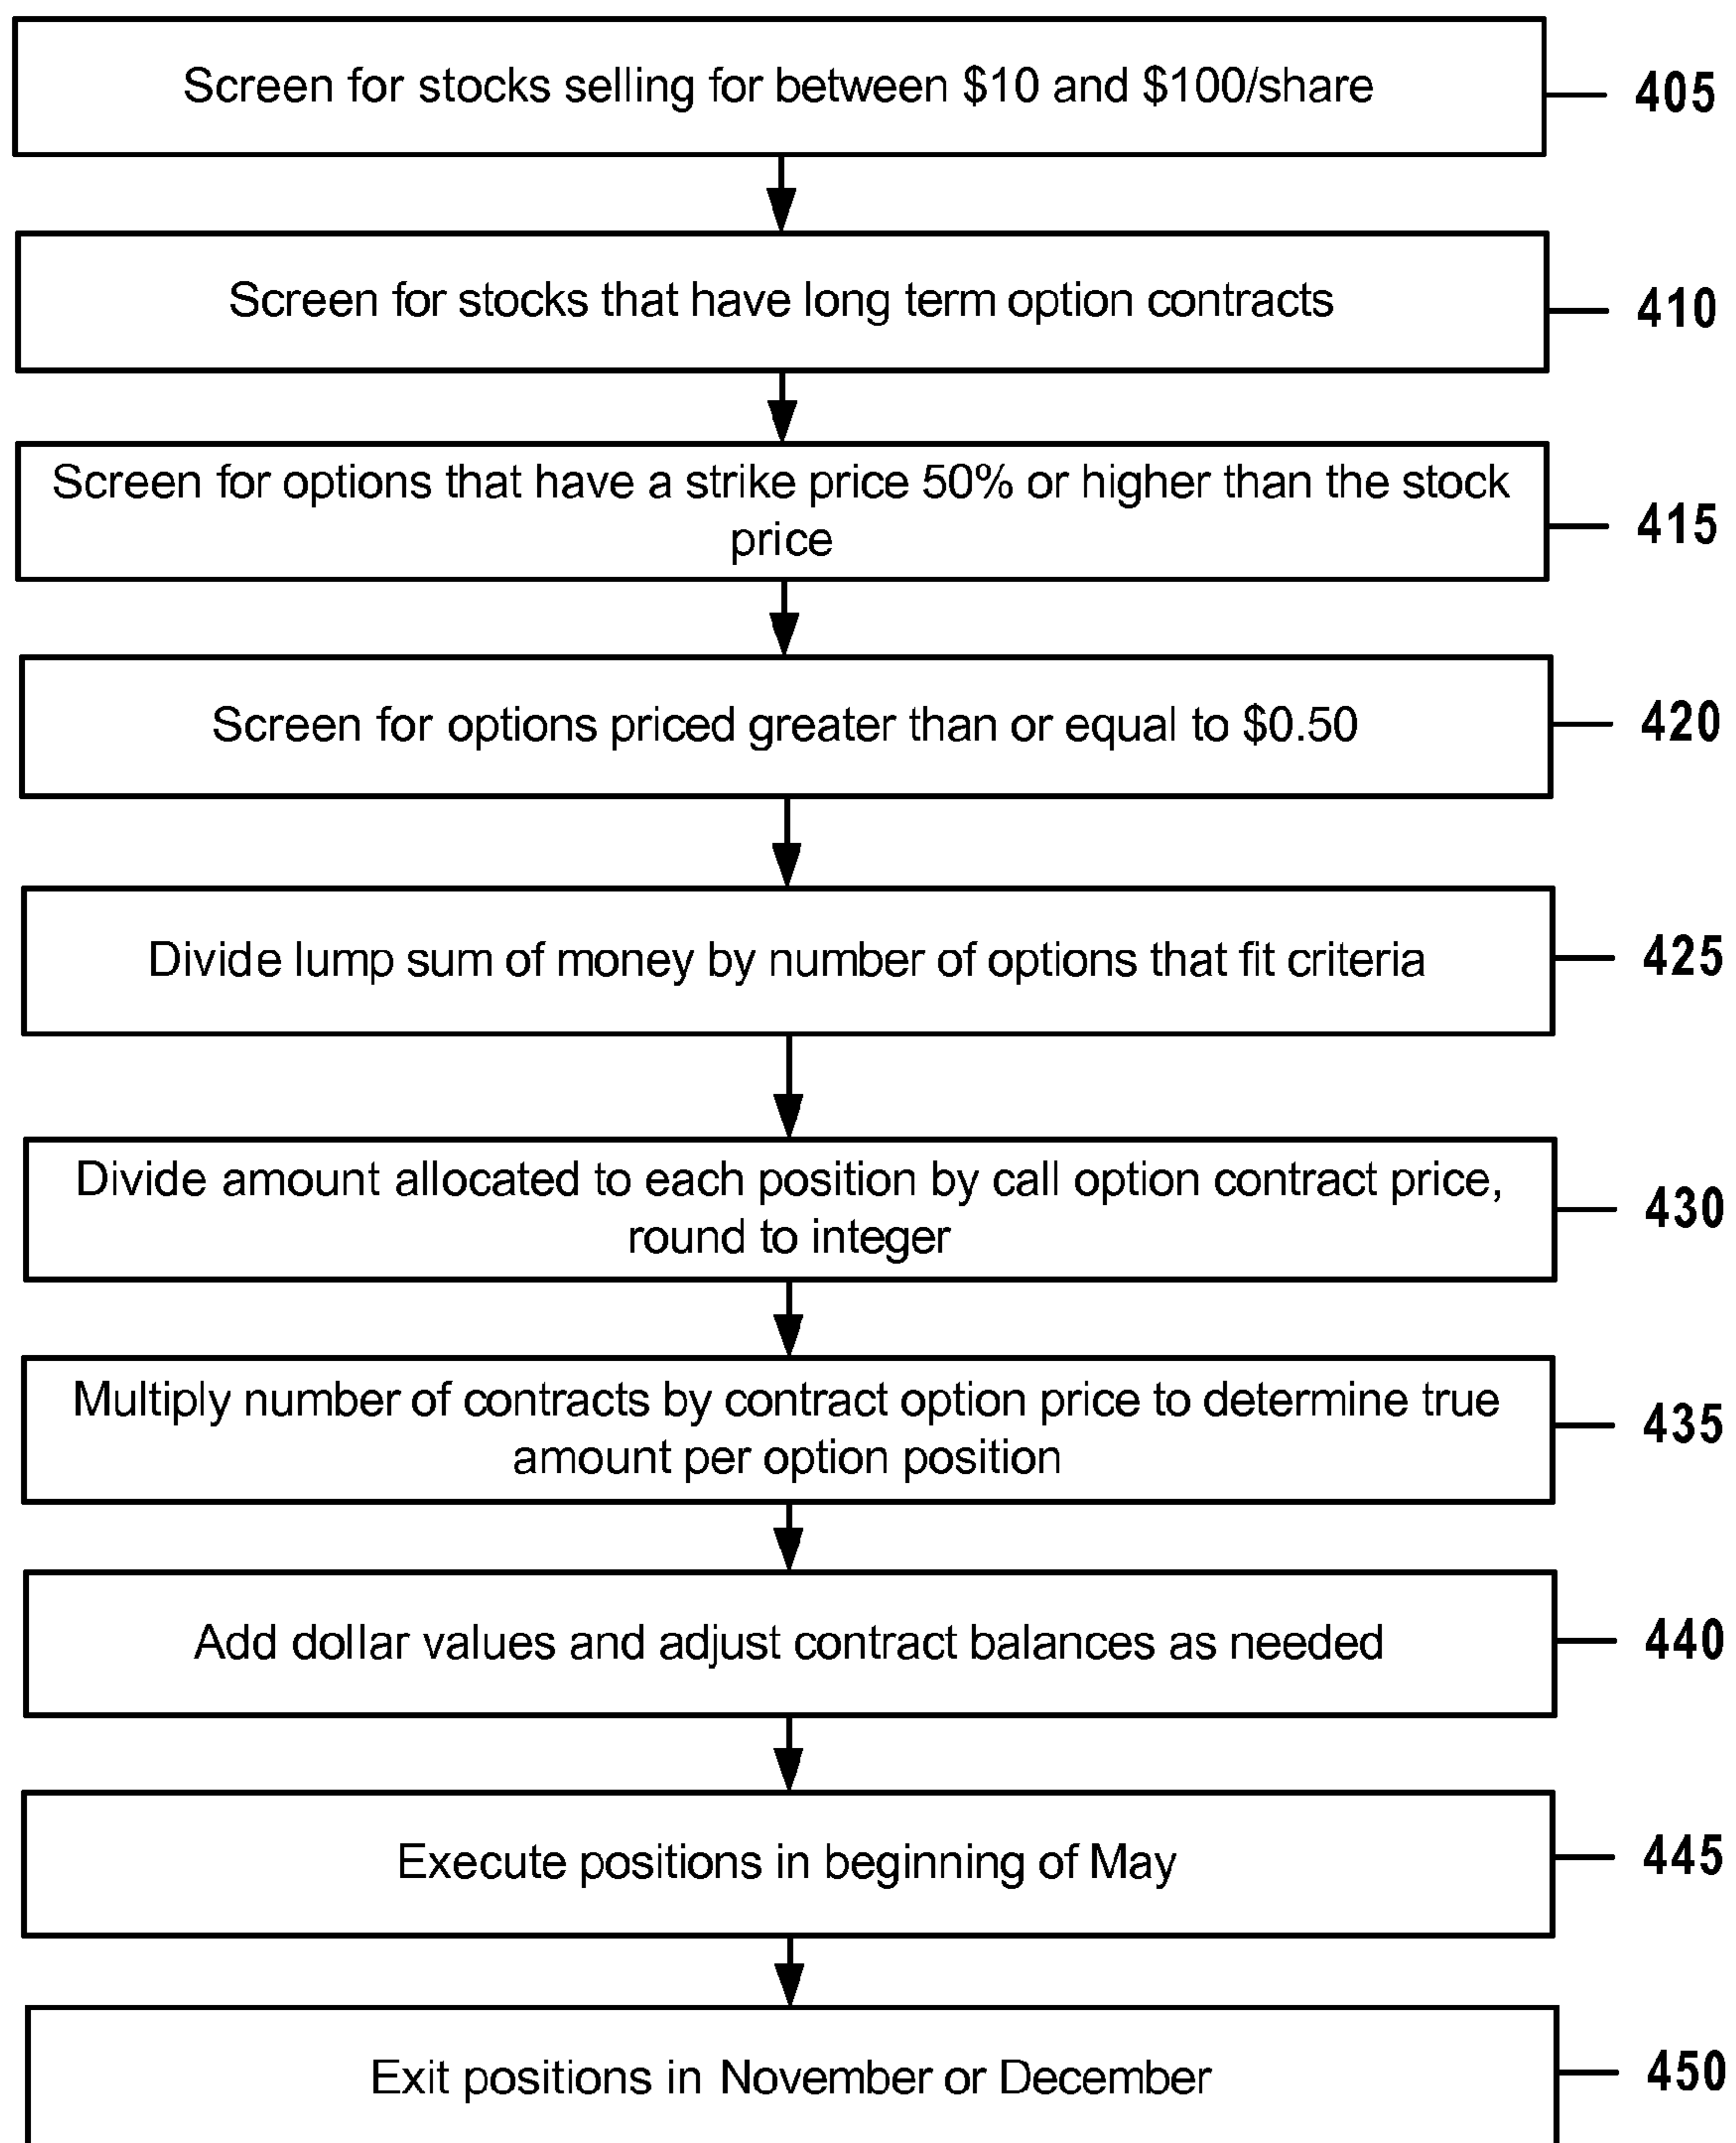 Screen for stocks selling for between $10 and $100/share
405
Screen for stocks that have long term option contracts
410
Screen for options that have a strike price 50% or higher than the stock
price
415
Screen for options priced greater than or equal to $0.50
420
Divide lump sum of money by number of options that fit criteria
425
Divide amount allocated to each position by call option contract price,
round to integer
430
Multiply number of contracts by contract option price to determine true
amount per option position
435
Add dollar values and adjust contract balances as needed
440
Execute positions in beginning of May
445
Exit positions in November or December
450